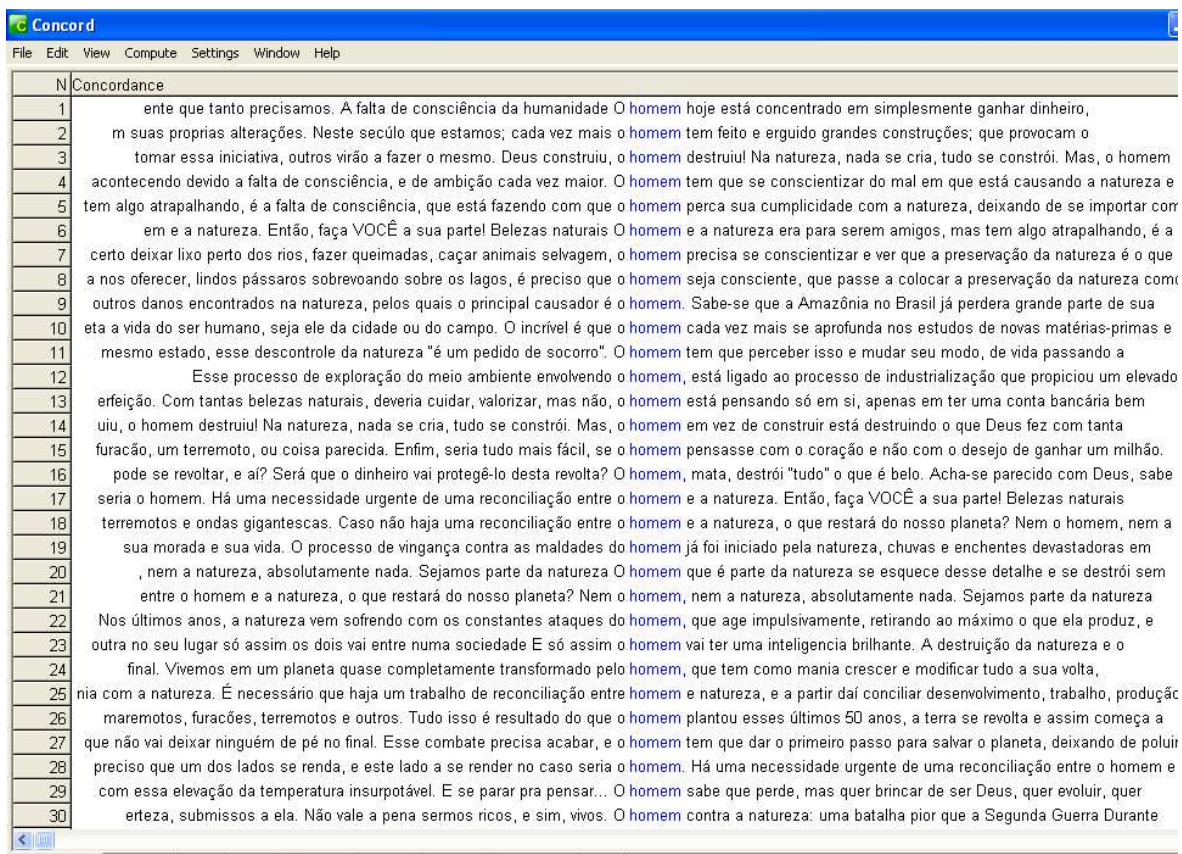 Concord
File Edit View Compute Settings Window Help
N Concordance
1 ente que tanto precisamos. A falta de consciência da humanidade O homem hoje está concentrado em simplesmente ganhar dinheiro,
2 m suas proprias alterações. Neste secúlo que estamos; cada vez mais o homem tem feito e erguido grandes construções; que provocam o
3 tomar essa iniciativa, outros virão a fazer o mesmo. Deus construiu, o homem destruiu! Na natureza, nada se cria, tudo se constrói. Mas, o homem
4 acontecendo devido a falta de consciência, e de ambição cada vez maior. O homem tem que se conscientizar do mal em que está causando a natureza e
5 tem algo atrapalhando, é a falta de consciência, que está fazendo com que o homem perca sua cumplicidade com a natureza, deixando de se importar com
6 em e a natureza. Então, faça VOCÊ a sua parte! Belezas naturais O homem e a natureza era para serem amigos, mas tem algo atrapalhando, é a
7 certo deixar lixo perto dos rios, fazer queimadas, caçar animais selvagem, o homem precisa se conscientizar e ver que a preservação da natureza é o que
8 a nos oferecer, lindos pássaros sobrevoando sobre os lagos, é preciso que o homem seja consciente, que passe a colocar a preservação da natureza como
9 outros danos encontrados na natureza, pelos quais o principal causador é o homem. Sabe-se que a Amazônia no Brasil já perdera grande parte de sua
10 eta a vida do ser humano, seja ele da cidade ou do campo. O incrível é que o homem cada vez mais se aprofunda nos estudos de novas matérias-primas e
11 mesmo estado, esse descontrole da natureza "é um pedido de socorro". O homem tem que perceber isso e mudar seu modo, de vida passando a
12 Esse processo de exploração do meio ambiente envolvendo o homem, está ligado ao processo de industrialização que propiciou um elevado
13 erfeição. Com tantas belezas naturais, deveria cuidar, valorizar, mas não, o homem está pensando só em si, apenas em ter uma conta bancária bem
14 uiu, o homem destruiu! Na natureza, nada se cria, tudo se constrói. Mas, o homem em vez de construir está destruindo o que Deus fez com tanta
15 furacão, um terremoto, ou coisa parecida. Enfim, seria tudo mais fácil, se o homem pensasse com o coração e não com o desejo de ganhar um milhão.
16 pode se revoltar, e aí? Será que o dinheiro vai protegê-lo desta revolta? O homem, mata, destrói "tudo" o que é belo. Acha-se parecido com Deus, sabe
17 seria o homem. Há uma necessidade urgente de uma reconciliação entre o homem e a natureza. Então, faça VOCÊ a sua parte! Belezas naturais
18 terremotos e ondas gigantescas. Caso não haja uma reconciliação entre o homem e a natureza, o que restará do nosso planeta? Nem o homem, nem a
19 sua morada e sua vida. O processo de vingança contra as maldades do homem já foi iniciado pela natureza, chuvas e enchentes devastadoras em
20 , nem a natureza, absolutamente nada. Sejamos parte da natureza O homem que é parte da natureza se esquece desse detalhe e se destrói sem
21 entre o homem e a natureza, o que restará do nosso planeta? Nem o homem, nem a natureza, absolutamente nada. Sejamos parte da natureza
22 Nos últimos anos, a natureza vem sofrendo com os constantes ataques do homem, que age impulsivamente, retirando ao máximo o que ela produz, e
23 outra no seu lugar só assim os dois vai entre numa sociedade E só assim o homem vai ter uma inteligencia brilhante. A destruição da natureza e o
24 final. Vivemos em um planeta quase completamente transformado pelo homem, que tem como mania crescer e modificar tudo a sua volta,
25 nia com a natureza. É necessário que haja um trabalho de reconciliação entre homem e natureza, e a partir daí conciliar desenvolvimento, trabalho, produção
26 maremotos, furacões, terremotos e outros. Tudo isso é resultado do que o homem plantou esses últimos 50 anos, a terra se revolta e assim começa a
27 que não vai deixar ninguém de pé no final. Esse combate precisa acabar, e o homem tem que dar o primeiro passo para salvar o planeta, deixando de poluir
28 preciso que um dos lados se renda, e este lado a se render no caso seria o homem. Há uma necessidade urgente de uma reconciliação entre o homem e
29 com essa elevação da temperatura insurpotável. E se parar pra pensar... O homem sabe que perde, mas quer brincar de ser Deus, quer evoluir, quer
30 erteza, submissos a ela. Não vale a pena sermos ricos, e sim, vivos. O homem contra a natureza: uma batalha pior que a Segunda Guerra Durante